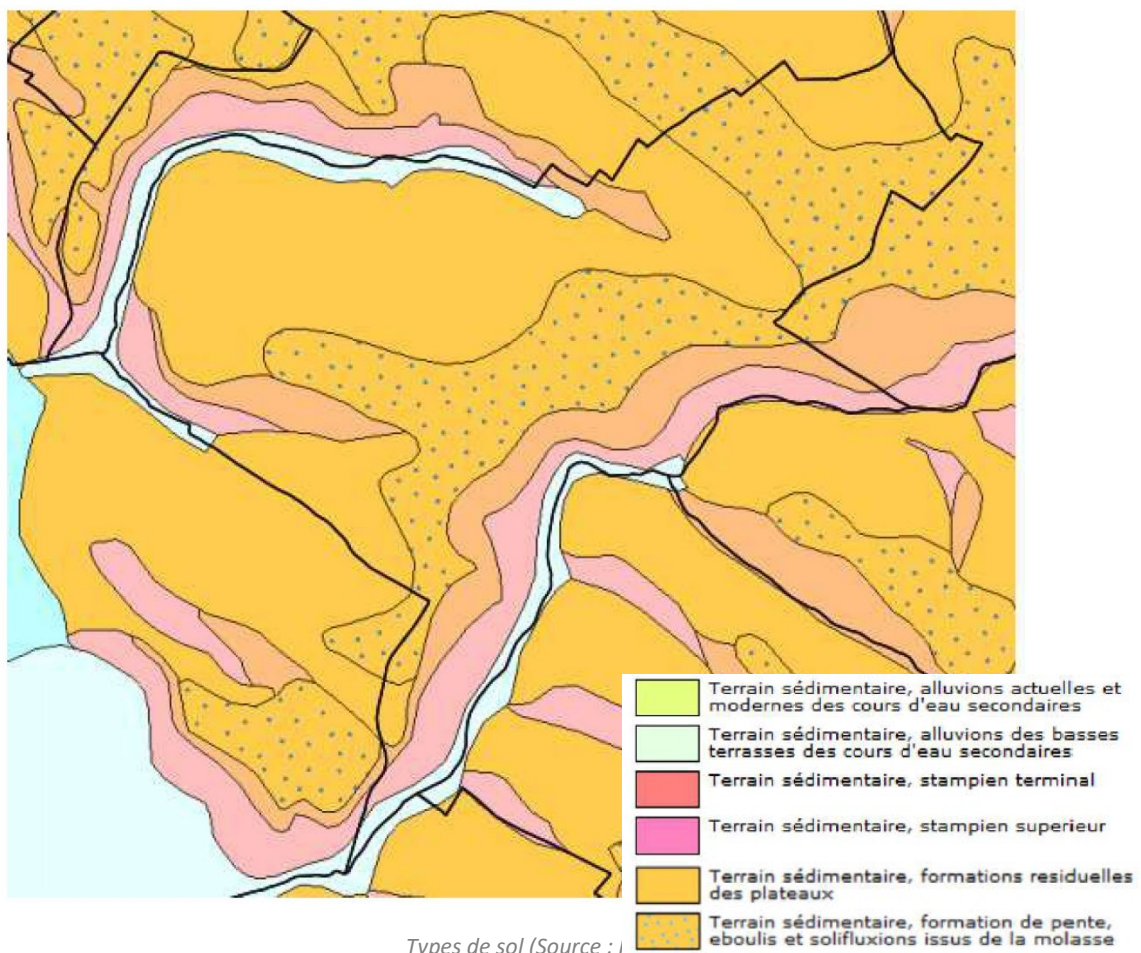 Terrain sédimentaire, alluvions actuelles et
modernes des cours d'eau secondaires
Terrain sédimentaire, alluvions des basses
terrasses des cours d'eau secondaires
Terrain sédimentaire, stampien terminal
Terrain sédimentaire, stampien superieur
Terrain sédimentaire, formations residuelles
des plateaux
Terrain sédimentaire, formation de pente,
eboulis et solifluxions issus de la molasse
Types de sol (Source :